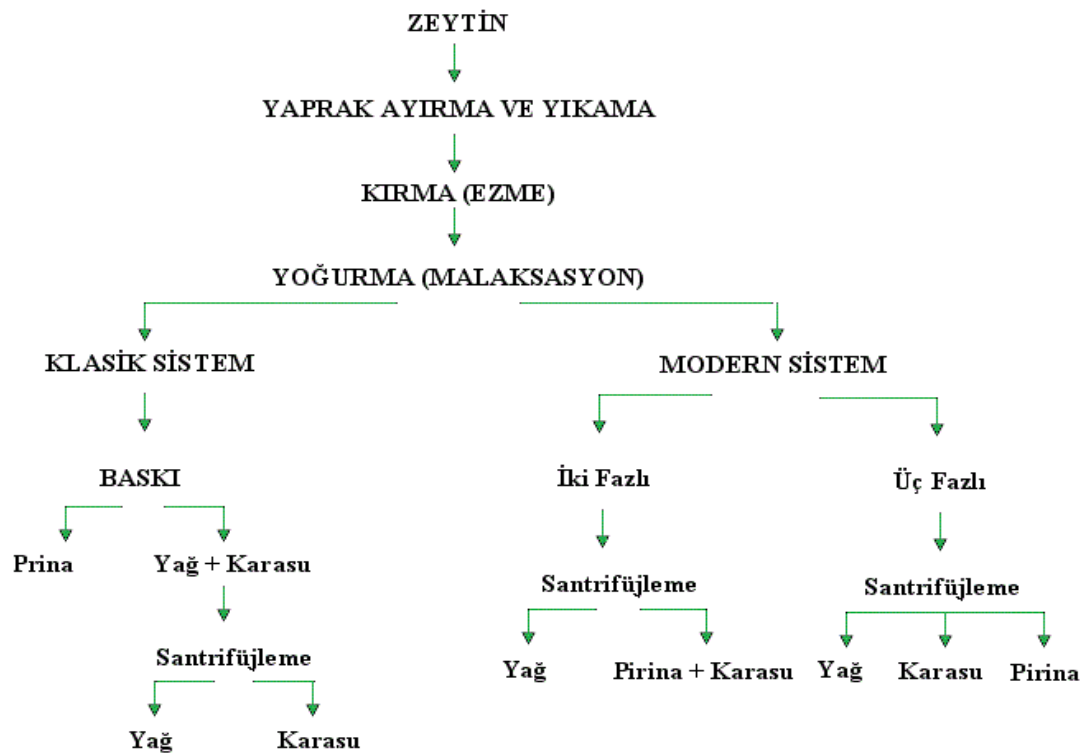 ZEYTİN
YAPRAK AYIRMA VE YIKAMA
KIRMA (EZME)
YOĞURMA (MALAKSASYON)
KLASİK SİSTEM
MODERN SİSTEM
BASKI
İki Fazlı
Üç Fazlı
Prina
Yağ + Karasu
Santrifüjleme
Santrifüjleme
Santrifüjleme
Yağ
Pirina + Karasu
Yağ
Karasu
Pirina
Yağ
Karasu